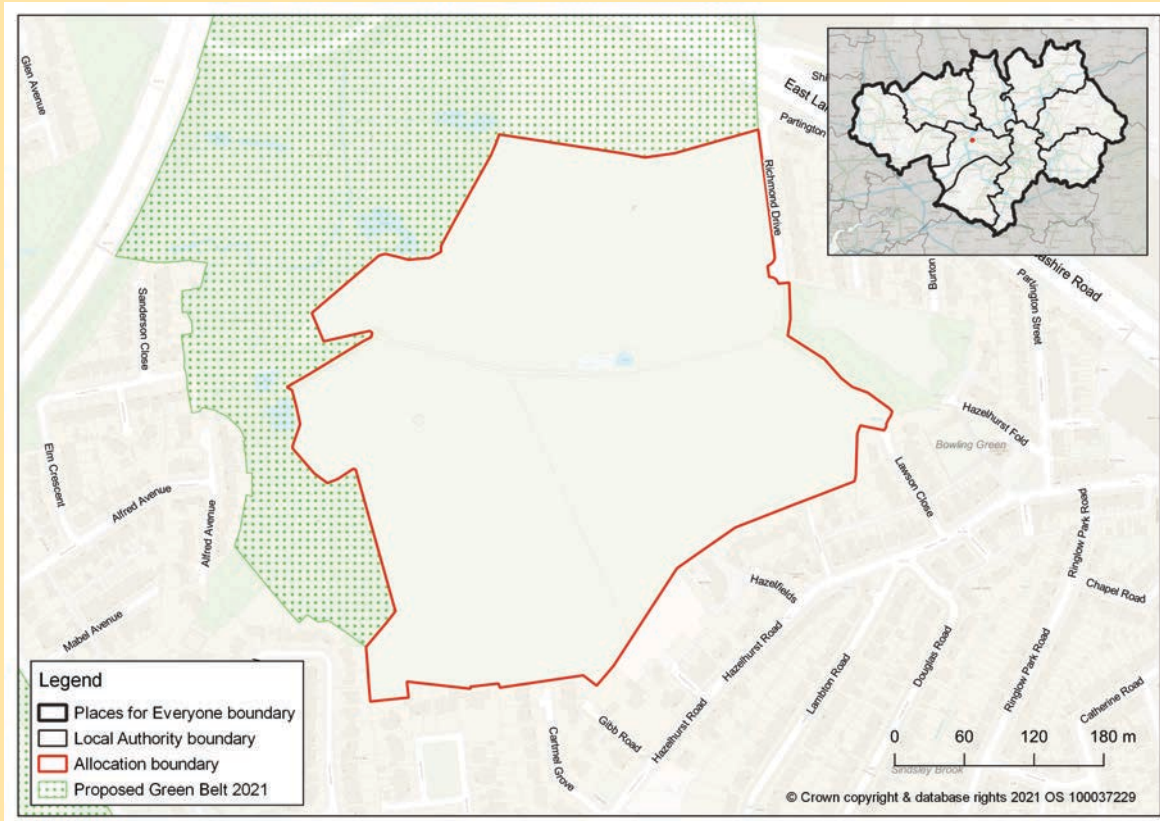 Glen Avenue
Shi
East La
Partington
Richmond Drive
Burton
ashire Road
Partington Street
Sanderson Close
Elm Crescent
Alfred Avenue
Alfred Avenue
Mabel Avenue
Hazelhurst Fold
Bowling Green
Lawson Close
Ringlow Park Road
Chapel Road
Hazelfields
Hazelhurst Road
Lambton Road
Douglas Road
Ringlow Park Road
Catherine Road
Hazelhurst Road
Gibb Road
Cartmel Grove
Sindsley Brook
Legend
Places for Everyone boundary
Local Authority boundary
Allocation boundary
Proposed Green Belt 2021
0 60 120 180 m
© Crown copyright & database rights 2021 OS 100037229